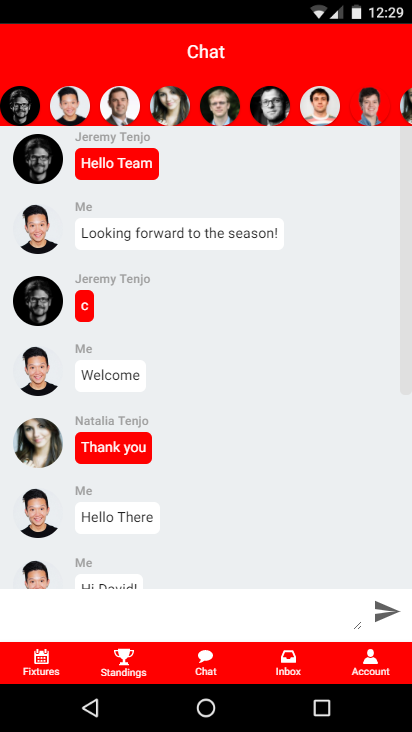 12:29
Chat
Jeremy Tenjo
Hello Team
Me
Looking forward to the season!
Jeremy Tenjo
c
Me
Welcome
Natalia Tenjo
Thank you
Me
Hello There
Me
Hi David!
Fixtures
Standings
Chat
Inbox
Account